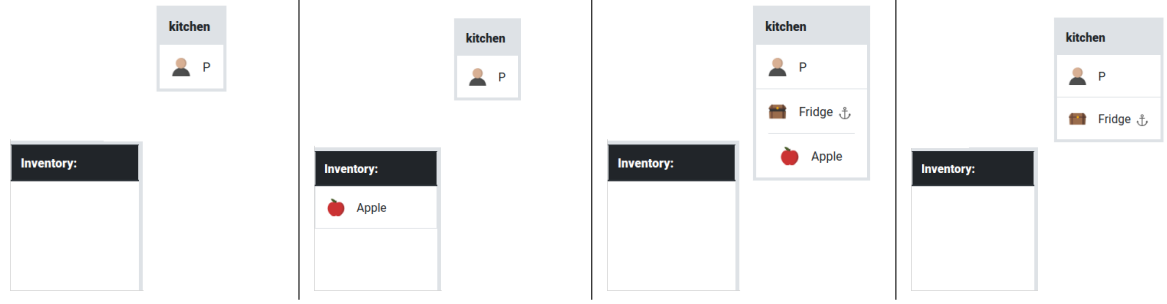 kitchen
P
Inventory:
kitchen
P
Inventory:
Apple
kitchen
P
Fridge
Apple
Inventory:
kitchen
P
Fridge
Inventory: